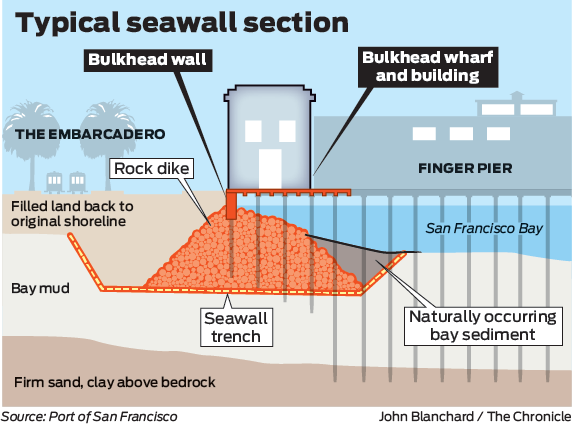 Typical seawall section
Bulkhead wall
Bulkhead wharf
and building
THE EMBARCADERO
Rock dike
FINGER PIER
Filled land back to
original shoreline
San Francisco Bay
Bay mud
Seawall
trench
Naturally occurring
bay sediment
Firm sand, clay above bedrock
Source: Port of San Francisco
John Blanchard / The Chronicle